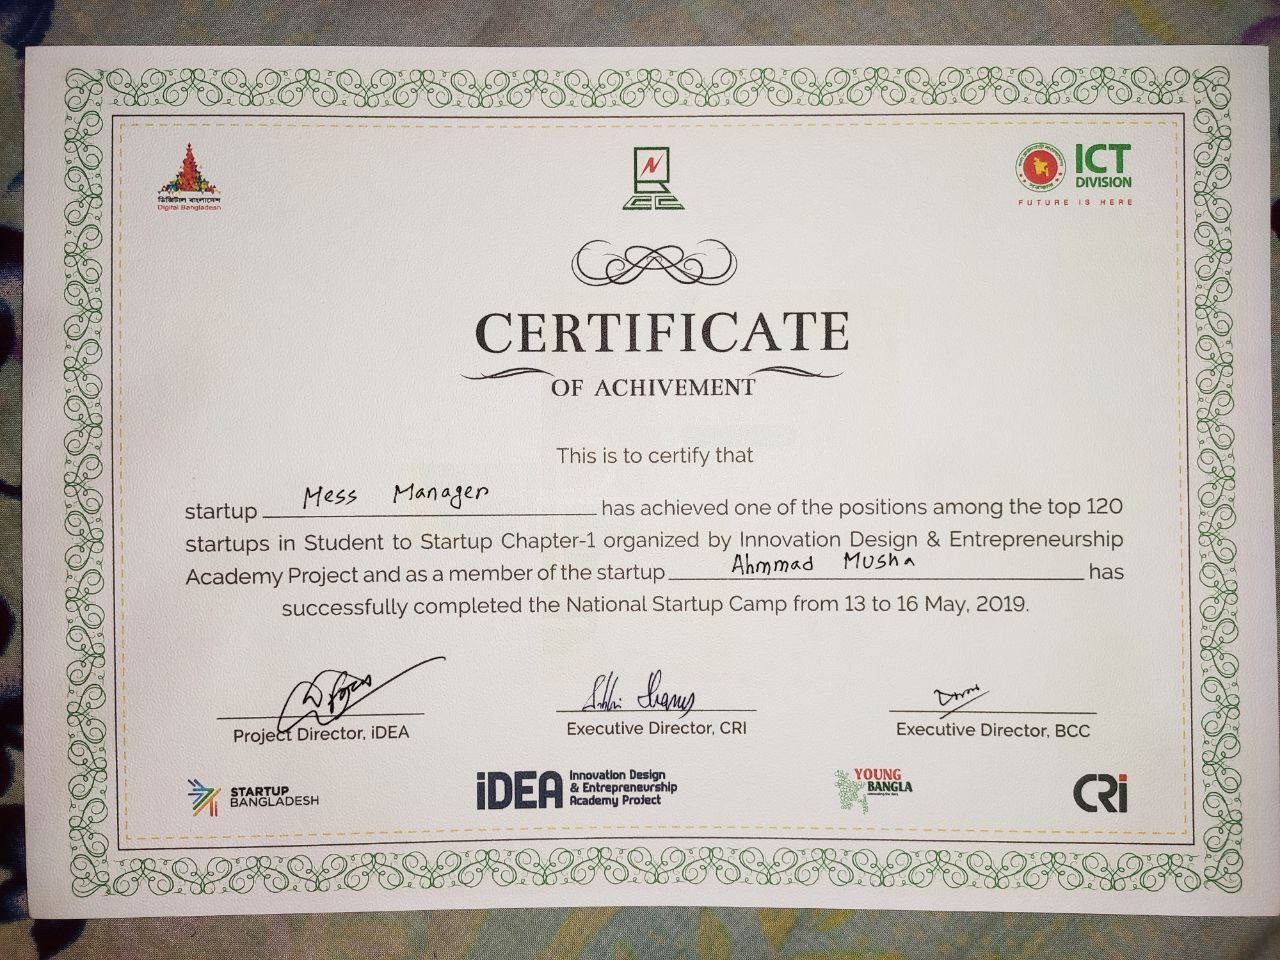 ডিজিটাল বাংলাদেশ
Digital Bangladesh
ICT
DIVISION
FUTURE IS HERE
CERTIFICATE
OF ACHIVEMENT
This is to certify that
startup Mess Manager has achieved one of the positions among the top 120
startups in Student to Startup Chapter-1 organized by Innovation Design & Entrepreneurship
Academy Project and as a member of the startup Ahmmad Musha has
successfully completed the National Startup Camp from 13 to 16 May, 2019.
Project Director, iDEA
Executive Director, CRI
Executive Director, BCC
STARTUP
BANGLADESH
iDEA Innovation Design
& Entrepreneurship
Academy Project
YOUNG
BANGLA
CRi